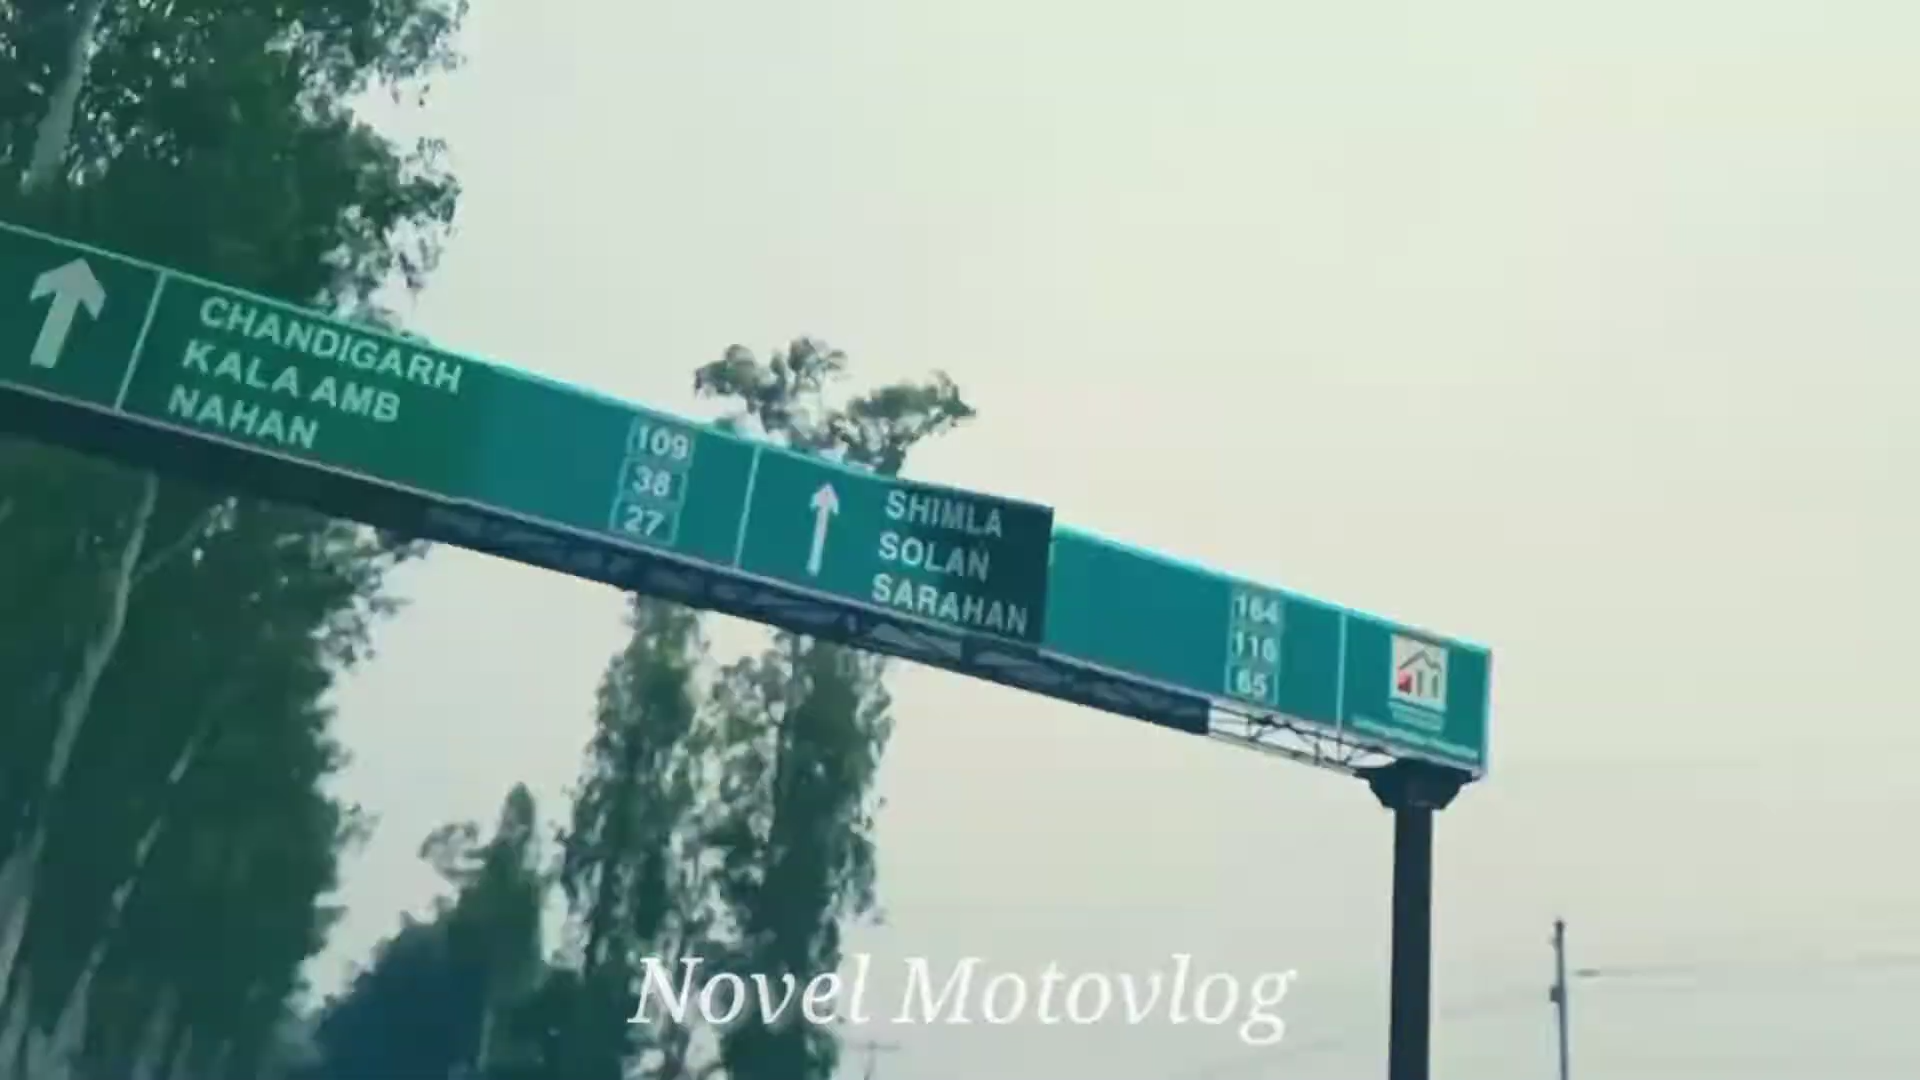 CHANDIGARH
KALA AMB
NAHAN
109
38
27
SHIMLA
SOLAN
SARAHAN
164
116
65
Novel Motovlog